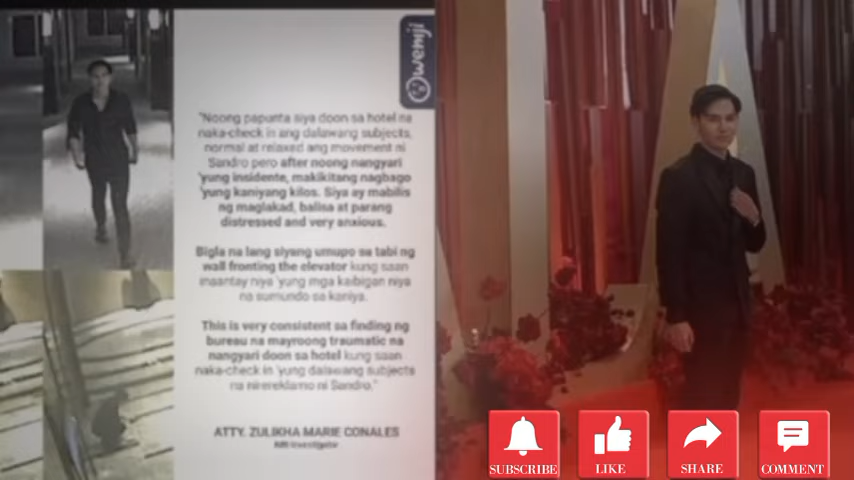 Owemji
"Noong papunta siya doon sa hotel na
naka-check in ang dalawang subjects,
normal at relaxed ang movement ni
Sandro pero after noong nangyari
'yung insidente, makikitang nagbago
'yung kaniyang kilos. Siya ay mabilis
ng maglakad, balisa at parang
distressed and very anxious.
Bigla na lang siyang umupo sa tabi ng
wall fronting the elevator kung saan
inaantay niya 'yung mga kaibigan niya
na sumundo sa kaniya.
This is very consistent sa finding ng
bureau na mayroong traumatic na
nangyari doon sa hotel kung saan
naka-check in 'yung dalawang subjects
na nirereklamo ni Sandro."
ATTY. ZULIKHA MARIE CONALES
NBI Investigator
SUBSCRIBE
LIKE
SHARE
COMMENT